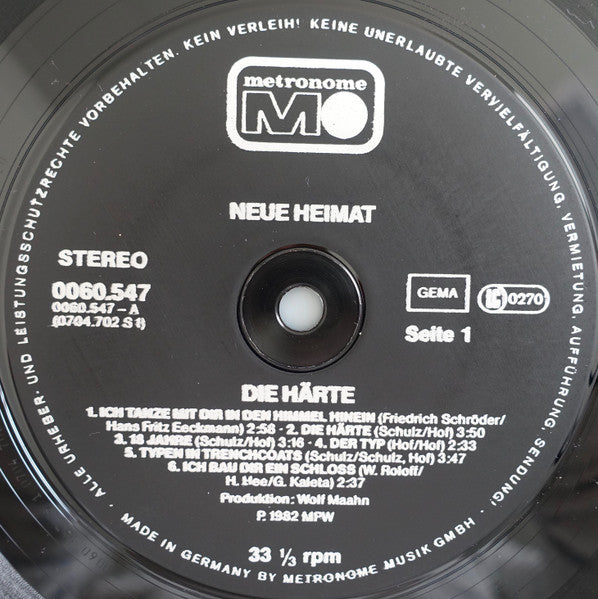 ALLE URHEBER- UND LEISTUNGSSCHUTZRECHTE VORBEHALTEN. KEIN VERLEIH! KEINE UNERLAUBTE VERVIELFÄLTIGUNG, VERMIETUNG, AUFFÜHRUNG, SENDUNG!
metronome
M
NEUE HEIMAT
STEREO
0060.547
0060.547-A
(0704.702 S 1)
GEMA
LC 0270
Seite 1
DIE HÄRTE
1. ICH TANZE MIT DIR IN DEN HIMMEL HINEIN (Friedrich Schröder/
Hans Fritz Eeckmann) 2:56 · 2. DIE HÄRTE (Schulz/Hof) 3:50
3. 18 JAHRE (Schulz/Hof) 3:16 · 4. DER TYP (Hof/Hof) 2:33
5. TYPEN IN TRENCHCOATS (Schulz/Schulz, Hof) 3:47
6. ICH BAU DIR EIN SCHLOSS (W. Roloff/
H. Hee/G. Kaleta) 2:37
Produktion: Wolf Maahn
P. 1982 MPW
33 ⅓ rpm
· MADE IN GERMANY BY METRONOME MUSIK GMBH ·